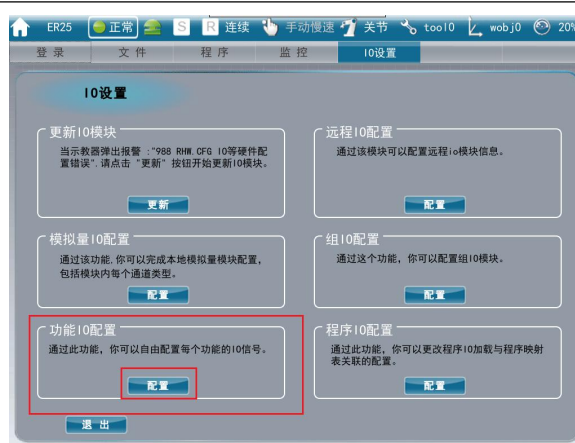 ER25 正常 S R 连续 手动慢速 关节 tool0 wobj0 20%
登录 文件 程序 监控 IO设置
IO设置
更新IO模块
当示教器弹出报警 :"988 RHW.CFG IO等硬件配
置错误".请点击 "更新" 按钮开始更新IO模块。
更新
远程IO配置
通过该模块可以配置远程io模块信息。
配置
模拟量IO配置
通过该功能.你可以完成本地模拟量模块配置,
包括模块内每个通道类型。
配置
组IO配置
通过这个功能, 你可以配置组IO模块。
配置
功能IO配置
通过此功能, 你可以自由配置每个功能的IO信号。
配置
程序IO配置
通过此功能, 你可以更改程序IO加载与程序映射
表关联的配置。
配置
退出